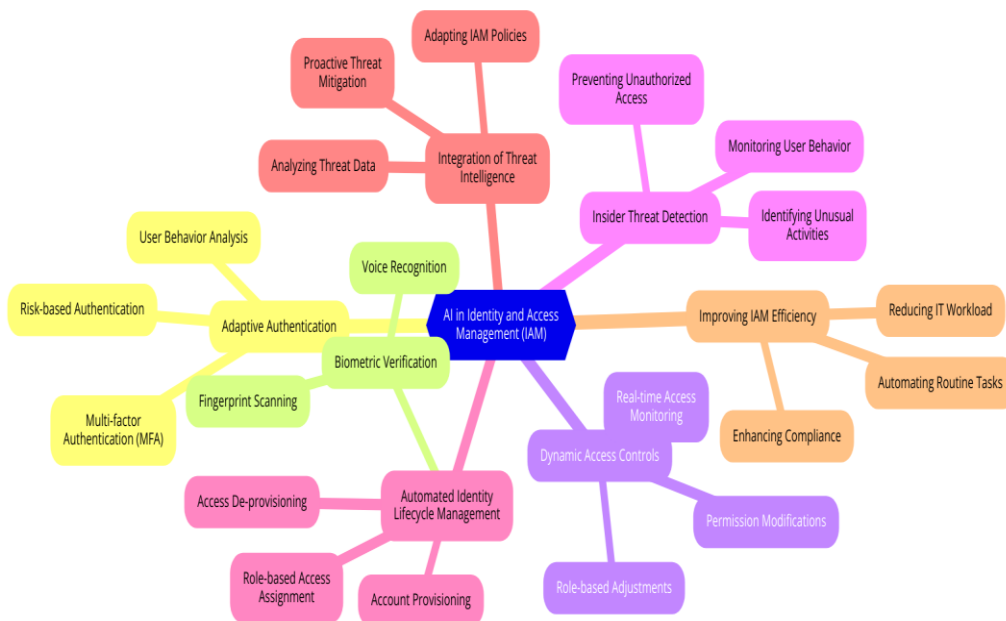 Adapting IAM Policies
Proactive Threat
Mitigation
Analyzing Threat Data
Integration of Threat
Intelligence
Preventing Unauthorized
Access
Monitoring User Behavior
Insider Threat Detection
Identifying Unusual
Activities
User Behavior Analysis
Risk-based Authentication
Adaptive Authentication
Multi-factor
Authentication (MFA)
Voice Recognition
Biometric Verification
Fingerprint Scanning
AI in Identity and Access
Management (IAM)
Improving IAM Efficiency
Reducing IT Workload
Automating Routine Tasks
Enhancing Compliance
Real-time Access
Monitoring
Dynamic Access Controls
Permission Modifications
Role-based Adjustments
Access De-provisioning
Automated Identity
Lifecycle Management
Role-based Access
Assignment
Account Provisioning